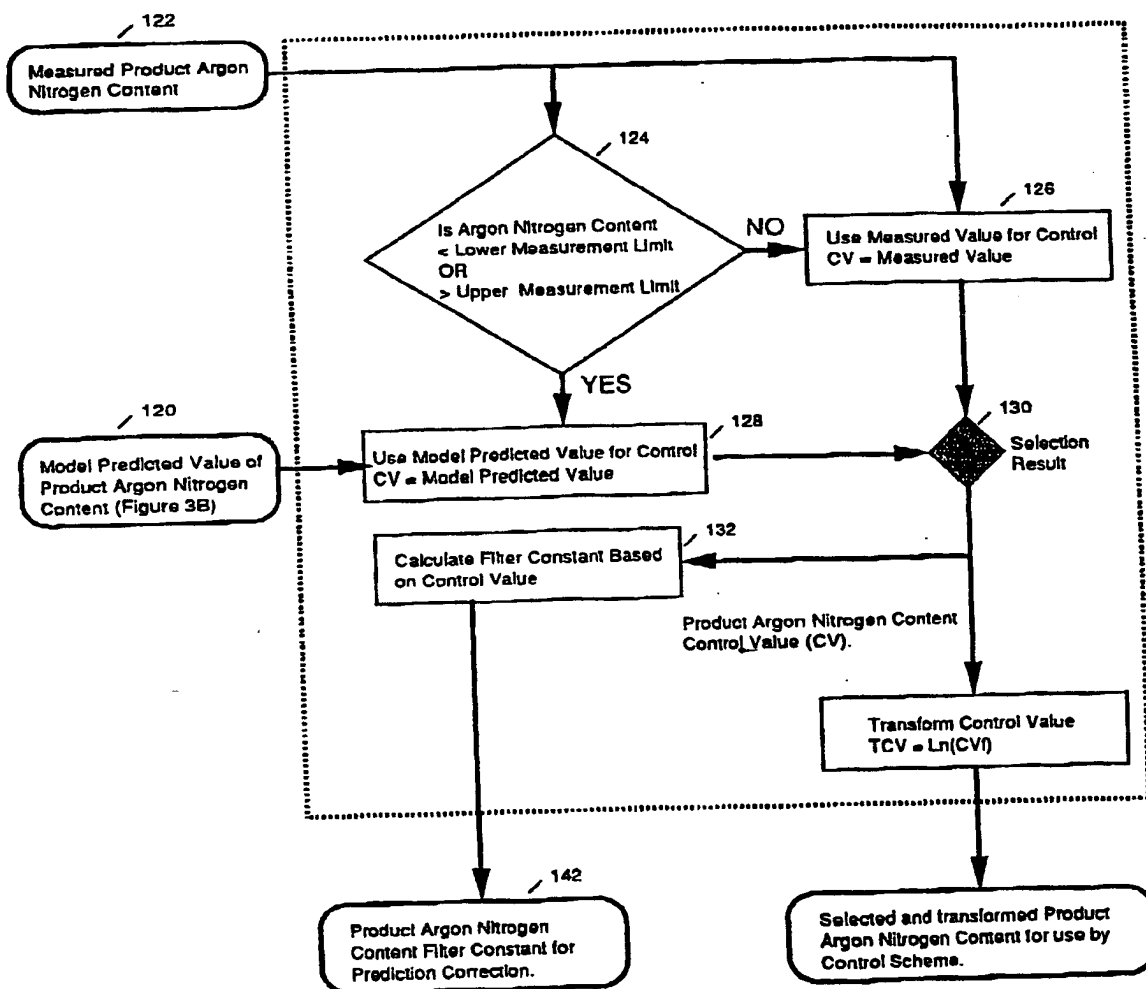 122
Measured Product Argon
Nitrogen Content
124
Is Argon Nitrogen Content
< Lower Measurement Limit
OR
> Upper Measurement Limit
NO
126
Use Measured Value for Control
CV = Measured Value
YES
120
Model Predicted Value of
Product Argon Nitrogen
Content (Figure 3B)
128
Use Model Predicted Value for Control
CV = Model Predicted Value
130
Selection
Result
132
Calculate Filter Constant Based
on Control Value
Product Argon Nitrogen Content
Control Value (CV).
Transform Control Value
TCV = Ln(CVf)
142
Product Argon Nitrogen
Content Filter Constant for
Prediction Correction.
Selected and transformed Product
Argon Nitrogen Content for use by
Control Scheme.